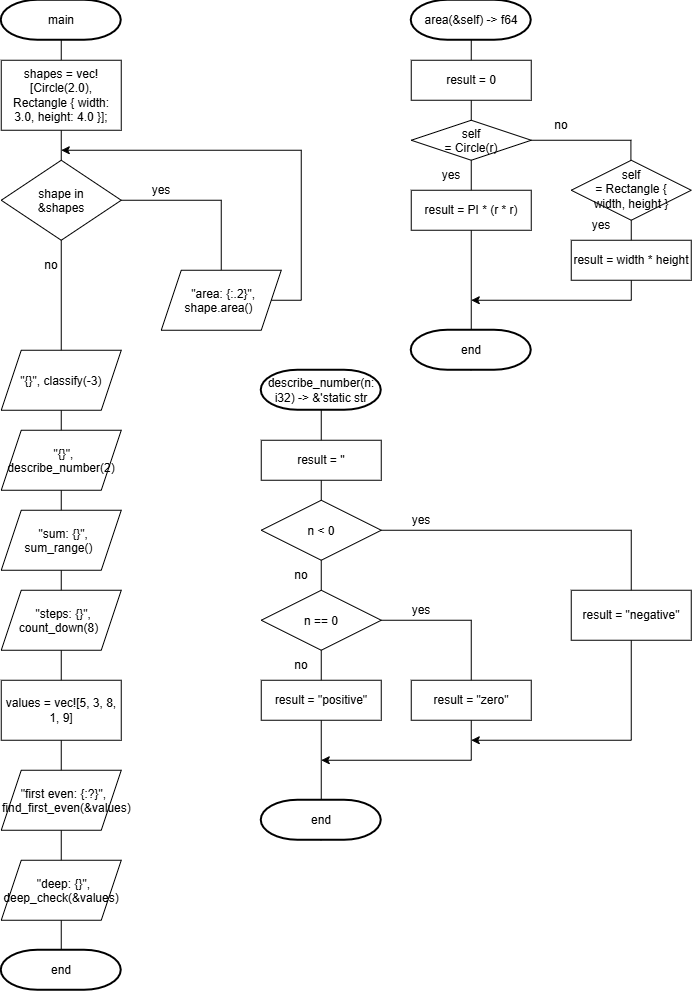 main
shapes = vec!
[Circle(2.0),
Rectangle { width:
3.0, height: 4.0 }];
shape in
&shapes
yes
no
"area: {:.2}",
shape.area()
"{}", classify(-3)
"{}",
describe_number(2)
"sum: {}",
sum_range()
"steps: {}",
count_down(8)
values = vec![5, 3, 8,
1, 9]
"first even: {:?}",
find_first_even(&values)
"deep: {}",
deep_check(&values)
end
area(&self) -> f64
result = 0
self
= Circle(r)
no
yes
self
= Rectangle {
width, height }
yes
result = PI * (r * r)
result = width * height
end
describe_number(n:
i32) -> &'static str
result = ''
n < 0
yes
no
n == 0
yes
no
result = "negative"
result = "positive"
result = "zero"
end